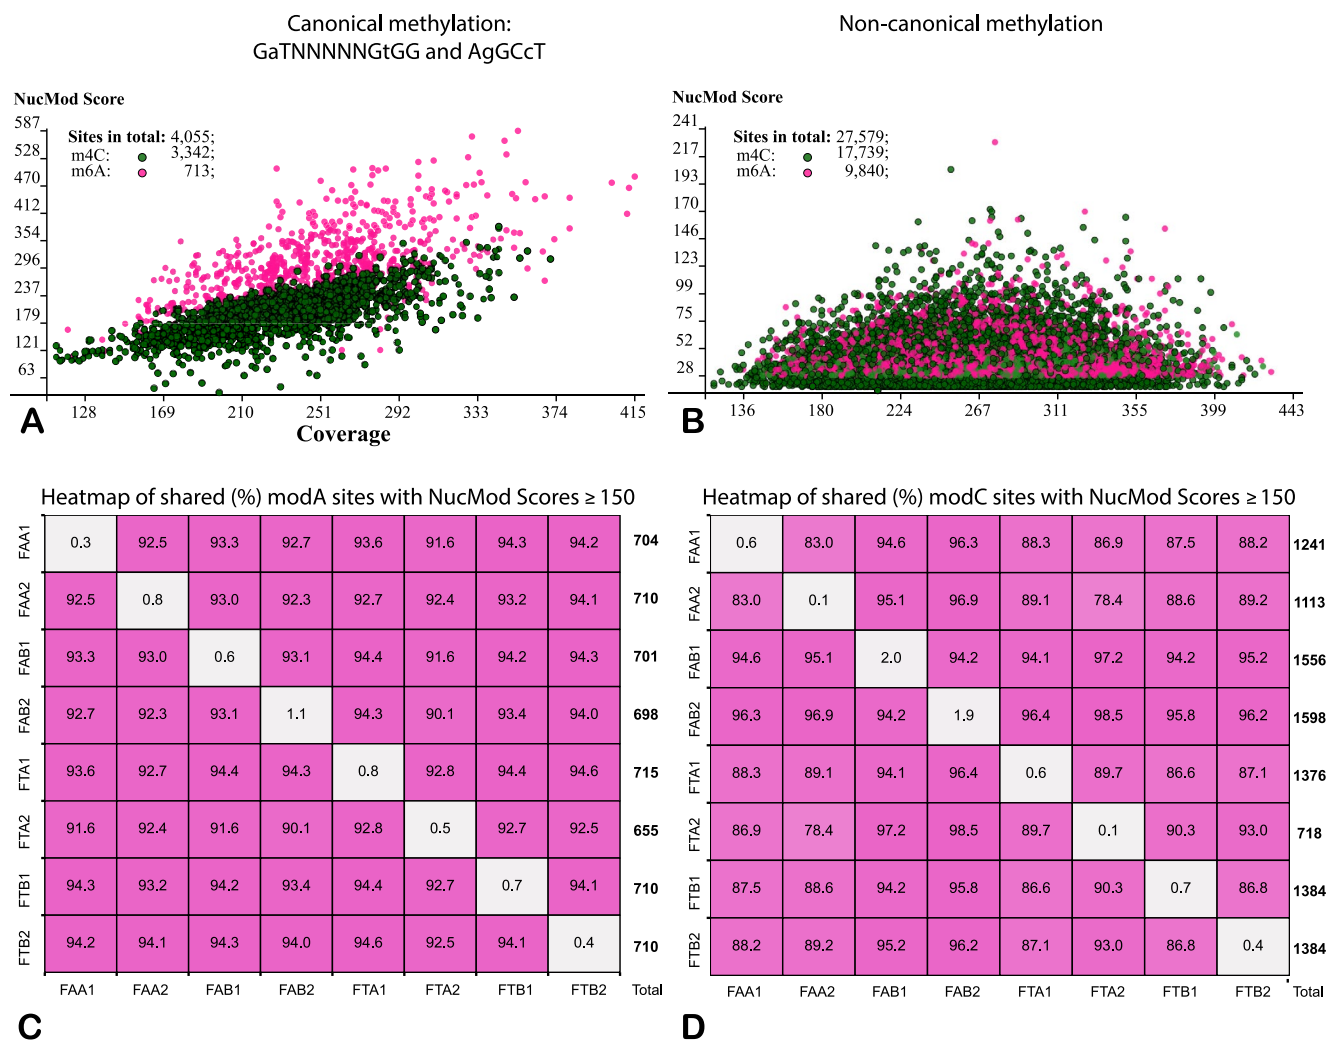 Canonical methylation:
GaTNNNNNGtGG and AgGCcT
NucMod Score
587
528
470
412
354
296
237
179
121
63
Sites in total: 4,055;
m4C: 3,342;
m6A: 713;
128 169 210 251 292 333 374 415
A
Coverage
Non-canonical methylation
NucMod Score
241
217
193
170
146
123
99
75
52
28
Sites in total: 27,579;
m4C: 17,739;
m6A: 9,840;
136 180 224 267 311 355 399 443
B
Heatmap of shared (%) modA sites with NucMod Scores ≥ 150
FAA1 0.3 92.5 93.3 92.7 93.6 91.6 94.3 94.2 704
FAA2 92.5 0.8 93.0 92.3 92.7 92.4 93.2 94.1 710
FAB1 93.3 93.0 0.6 93.1 94.4 91.6 94.2 94.3 701
FAB2 92.7 92.3 93.1 1.1 94.3 90.1 93.4 94.0 698
FTA1 93.6 92.7 94.4 94.3 0.8 92.8 94.4 94.6 715
FTA2 91.6 92.4 91.6 90.1 92.8 0.5 92.7 92.5 655
FTB1 94.3 93.2 94.2 93.4 94.4 92.7 0.7 94.1 710
FTB2 94.2 94.1 94.3 94.0 94.6 92.5 94.1 0.4 710
FAA1 FAA2 FAB1 FAB2 FTA1 FTA2 FTB1 FTB2 Total
C
Heatmap of shared (%) modC sites with NucMod Scores ≥ 150
FAA1 0.6 83.0 94.6 96.3 88.3 86.9 87.5 88.2 1241
FAA2 83.0 0.1 95.1 96.9 89.1 78.4 88.6 89.2 1113
FAB1 94.6 95.1 2.0 94.2 94.1 97.2 94.2 95.2 1556
FAB2 96.3 96.9 94.2 1.9 96.4 98.5 95.8 96.2 1598
FTA1 88.3 89.1 94.1 96.4 0.6 89.7 86.6 87.1 1376
FTA2 86.9 78.4 97.2 98.5 89.7 0.1 90.3 93.0 718
FTB1 87.5 88.6 94.2 95.8 86.6 90.3 0.7 86.8 1384
FTB2 88.2 89.2 95.2 96.2 87.1 93.0 86.8 0.4 1384
FAA1 FAA2 FAB1 FAB2 FTA1 FTA2 FTB1 FTB2 Total
D